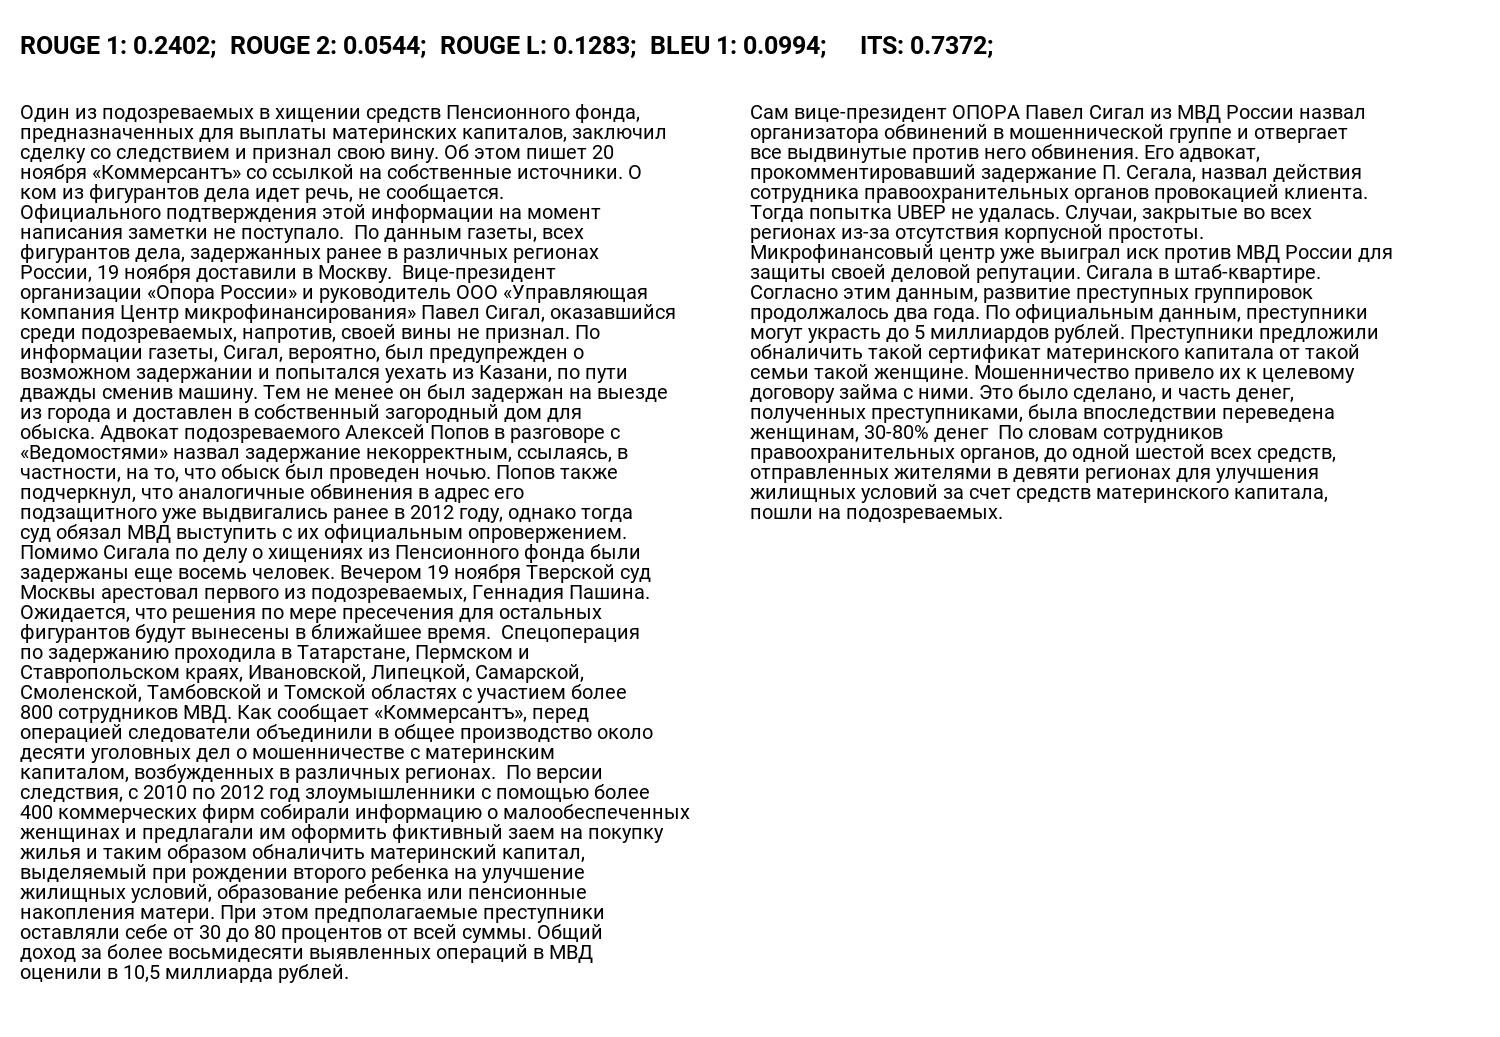 ROUGE 1: 0.2402; ROUGE 2: 0.0544; ROUGE L: 0.1283; BLEU 1: 0.0994; ITS: 0.7372;
Один из подозреваемых в хищении средств Пенсионного фонда,
предназначенных для выплаты материнских капиталов, заключил
сделку со следствием и признал свою вину. Об этом пишет 20
ноября «Коммерсантъ» со ссылкой на собственные источники. О
ком из фигурантов дела идет речь, не сообщается.
Официального подтверждения этой информации на момент
написания заметки не поступало. По данным газеты, всех
фигурантов дела, задержанных ранее в различных регионах
России, 19 ноября доставили в Москву. Вице-президент
организации «Опора России» и руководитель ООО «Управляющая
компания Центр микрофинансирования» Павел Сигал, оказавшийся
среди подозреваемых, напротив, своей вины не признал. По
информации газеты, Сигал, вероятно, был предупрежден о
возможном задержании и попытался уехать из Казани, по пути
дважды сменив машину. Тем не менее он был задержан на выезде
из города и доставлен в собственный загородный дом для
обыска. Адвокат подозреваемого Алексей Попов в разговоре с
«Ведомостями» назвал задержание некорректным, ссылаясь, в
частности, на то, что обыск был проведен ночью. Попов также
подчеркнул, что аналогичные обвинения в адрес его
подзащитного уже выдвигались ранее в 2012 году, однако тогда
суд обязал МВД выступить с их официальным опровержением.
Помимо Сигала по делу о хищениях из Пенсионного фонда были
задержаны еще восемь человек. Вечером 19 ноября Тверской суд
Москвы арестовал первого из подозреваемых, Геннадия Пашина.
Ожидается, что решения по мере пресечения для остальных
фигурантов будут вынесены в ближайшее время. Спецоперация
по задержанию проходила в Татарстане, Пермском и
Ставропольском краях, Ивановской, Липецкой, Самарской,
Смоленской, Тамбовской и Томской областях с участием более
800 сотрудников МВД. Как сообщает «Коммерсантъ», перед
операцией следователи объединили в общее производство около
десяти уголовных дел о мошенничестве с материнским
капиталом, возбужденных в различных регионах. По версии
следствия, с 2010 по 2012 год злоумышленники с помощью более
400 коммерческих фирм собирали информацию о малообеспеченных
женщинах и предлагали им оформить фиктивный заем на покупку
жилья и таким образом обналичить материнский капитал,
выделяемый при рождении второго ребенка на улучшение
жилищных условий, образование ребенка или пенсионные
накопления матери. При этом предполагаемые преступники
оставляли себе от 30 до 80 процентов от всей суммы. Общий
доход за более восьмидесяти выявленных операций в МВД
оценили в 10,5 миллиарда рублей.
Сам вице-президент ОПОРА Павел Сигал из МВД России назвал
организатора обвинений в мошеннической группе и отвергает
все выдвинутые против него обвинения. Его адвокат,
прокомментировавший задержание П. Сегала, назвал действия
сотрудника правоохранительных органов провокацией клиента.
Тогда попытка UBEP не удалась. Случаи, закрытые во всех
регионах из-за отсутствия корпусной простоты.
Микрофинансовый центр уже выиграл иск против МВД России для
защиты своей деловой репутации. Сигала в штаб-квартире.
Согласно этим данным, развитие преступных группировок
продолжалось два года. По официальным данным, преступники
могут украсть до 5 миллиардов рублей. Преступники предложили
обналичить такой сертификат материнского капитала от такой
семьи такой женщине. Мошенничество привело их к целевому
договору займа с ними. Это было сделано, и часть денег,
полученных преступниками, была впоследствии переведена
женщинам, 30-80% денег По словам сотрудников
правоохранительных органов, до одной шестой всех средств,
отправленных жителями в девяти регионах для улучшения
жилищных условий за счет средств материнского капитала,
пошли на подозреваемых.